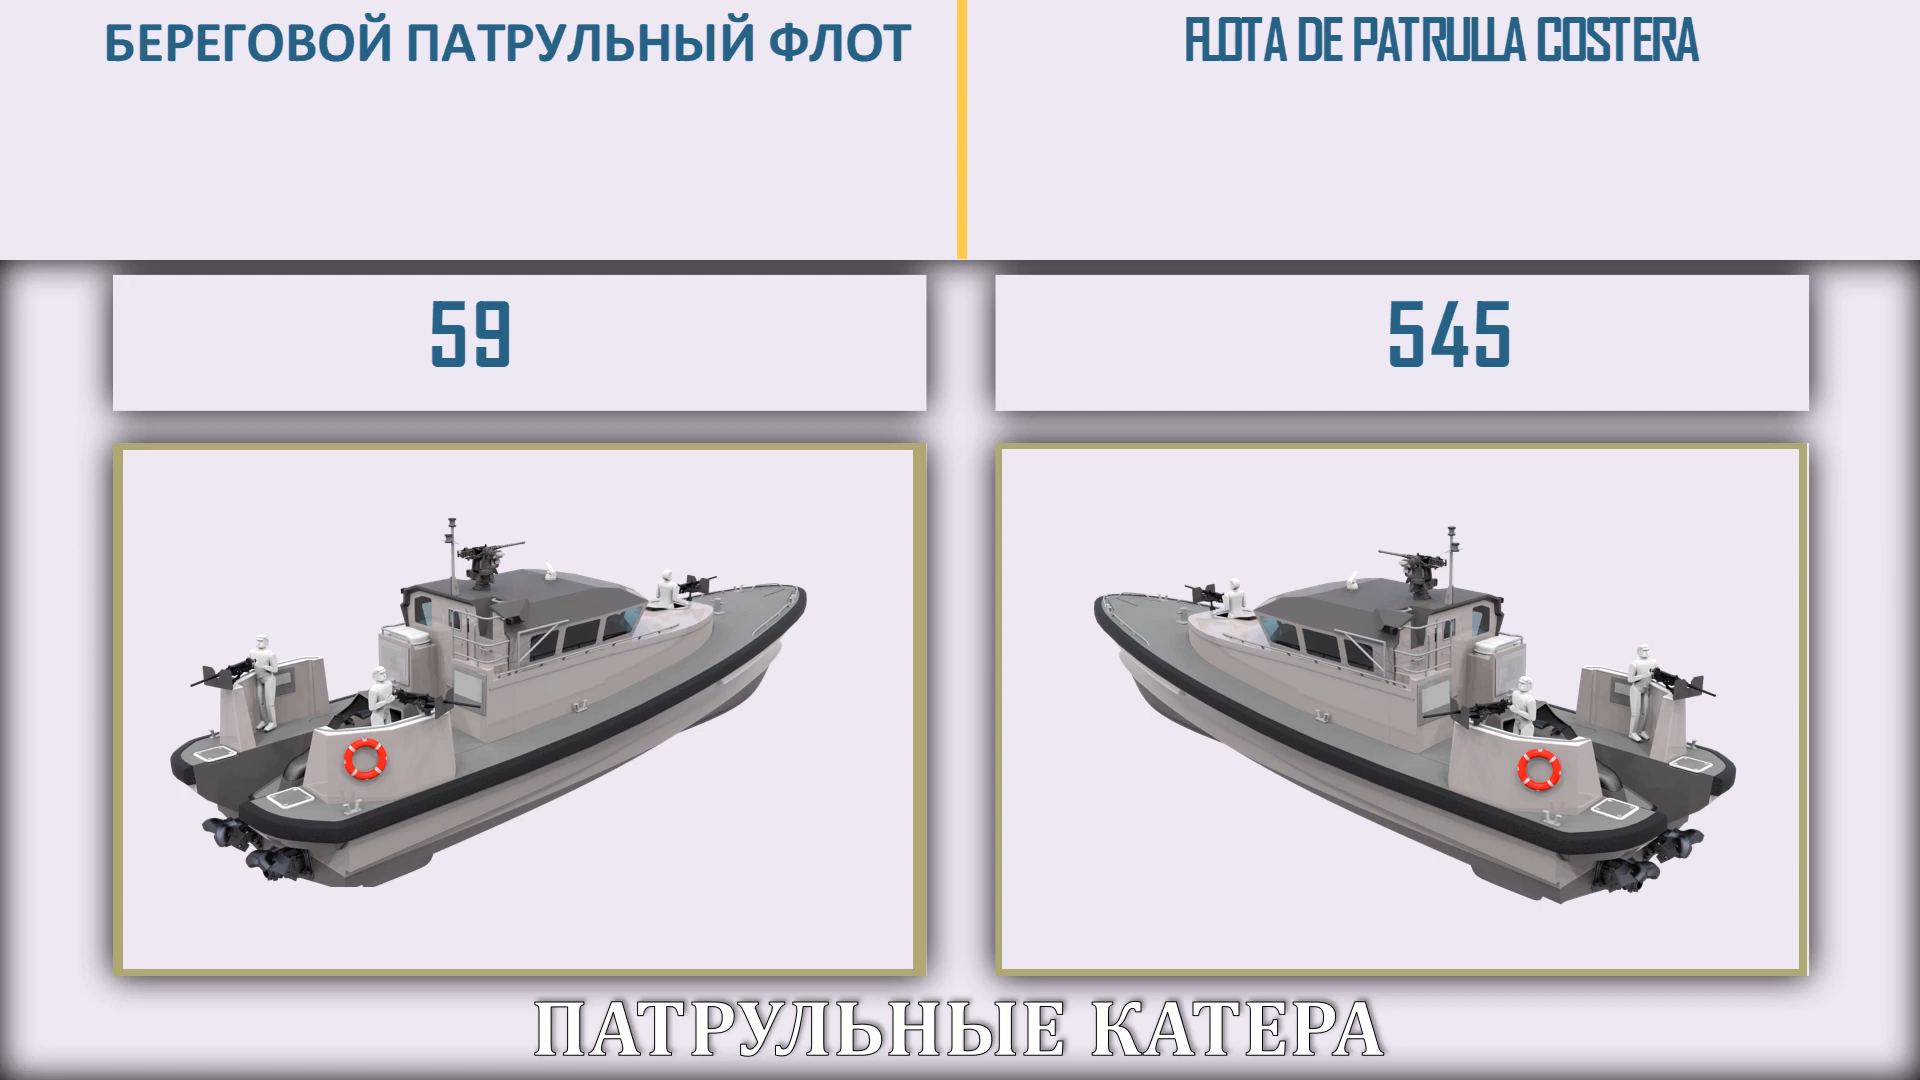 БЕРЕГОВОЙ ПАТРУЛЬНЫЙ ФЛОТ
FLOTA DE PATRULLA COSTERA
59
545
ПАТРУЛЬНЫЕ КАТЕРА